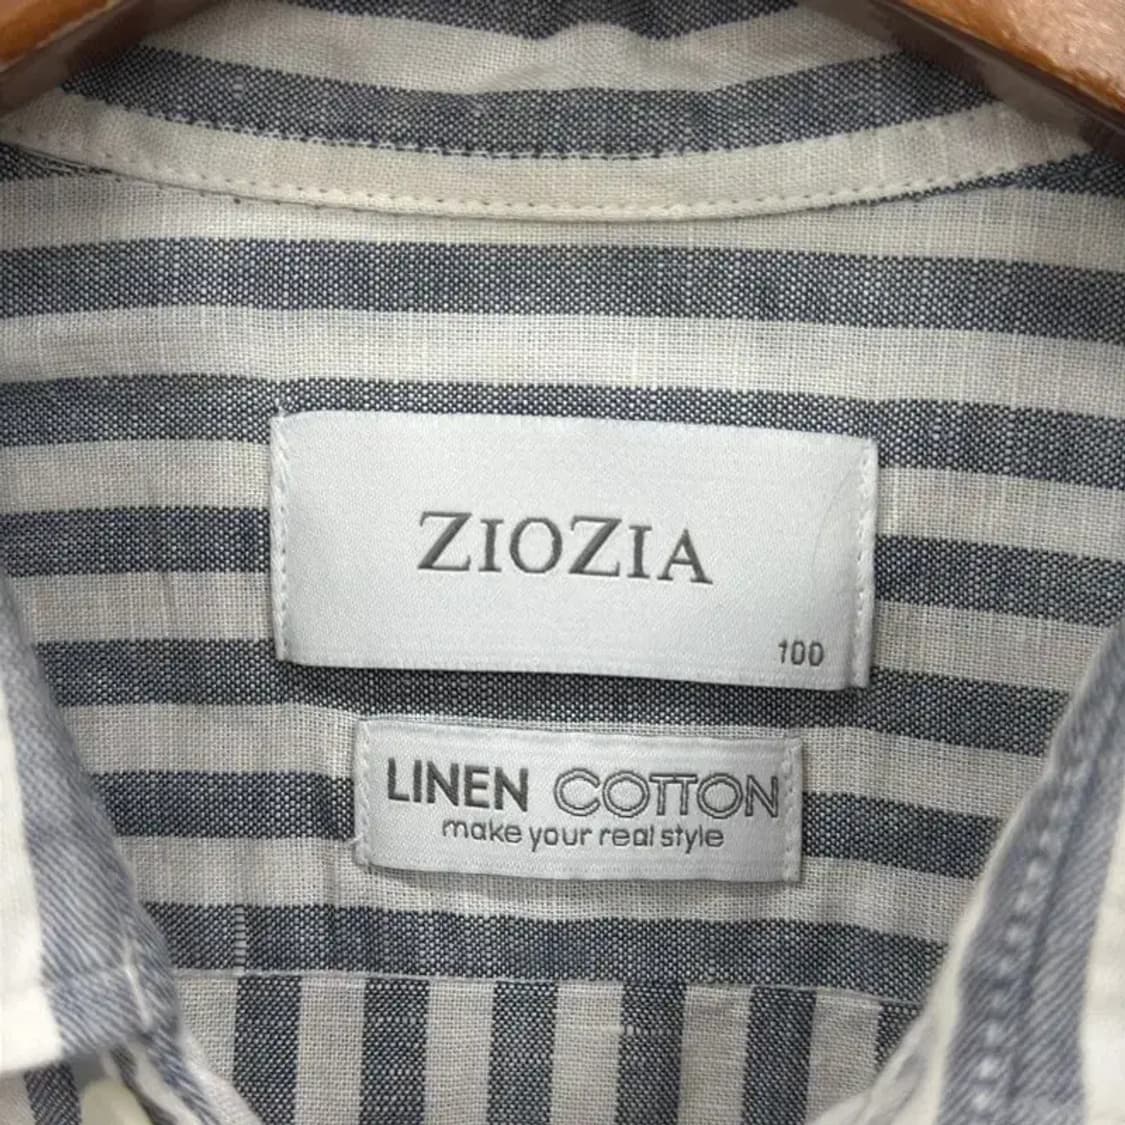 ZIOZIA
100
LINEN COTTON
make your real style